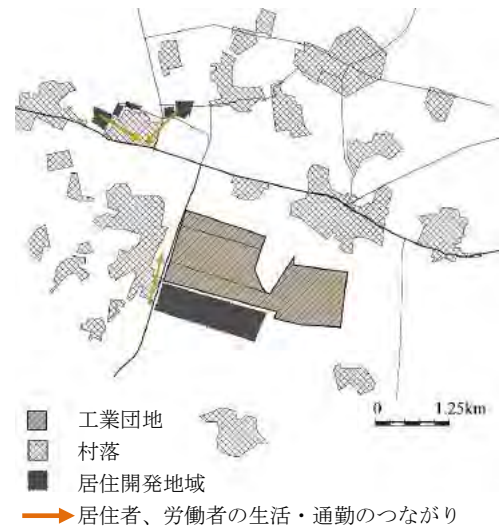 0 1.25km
工業団地
村落
居住開発地域
居住者、労働者の生活・通勤のつながり